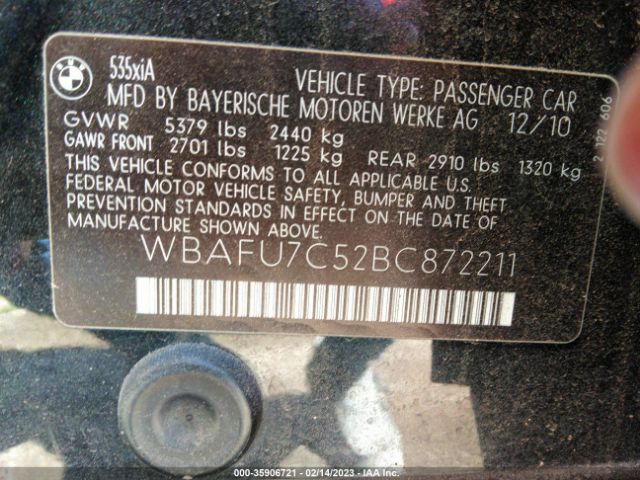 BMW
535xiA
VEHICLE TYPE: PASSENGER CAR
MFD BY BAYERISCHE MOTOREN WERKE AG 12/10
GVWR 5379 lbs 2440 kg
GAWR FRONT 2701 lbs 1225 kg REAR 2910 lbs 1320 kg
THIS VEHICLE CONFORMS TO ALL APPLICABLE U.S.
FEDERAL MOTOR VEHICLE SAFETY, BUMPER AND THEFT
PREVENTION STANDARDS IN EFFECT ON THE DATE OF
MANUFACTURE SHOWN ABOVE.
WBAFU7C52BC872211
2 122 606
000-35906721 - 02/14/2023 - IAA Inc.